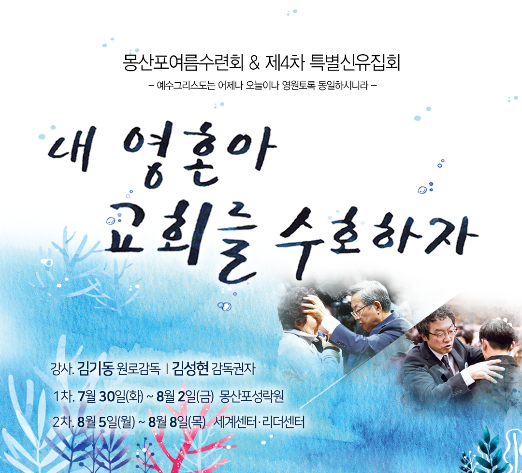 몽산포여름수련회 & 제4차 특별신유집회
– 예수그리스도는 어제나 오늘이나 영원토록 동일하시니라 –
내 영혼아
교회를 수호하자
강사. 김기동 원로감독 | 김성현 감독권자
1차. 7월 30일(화) ~ 8월 2일(금) 몽산포성락원
2차. 8월 5일(월) ~ 8월 8일(목) 세계센터·리더센터